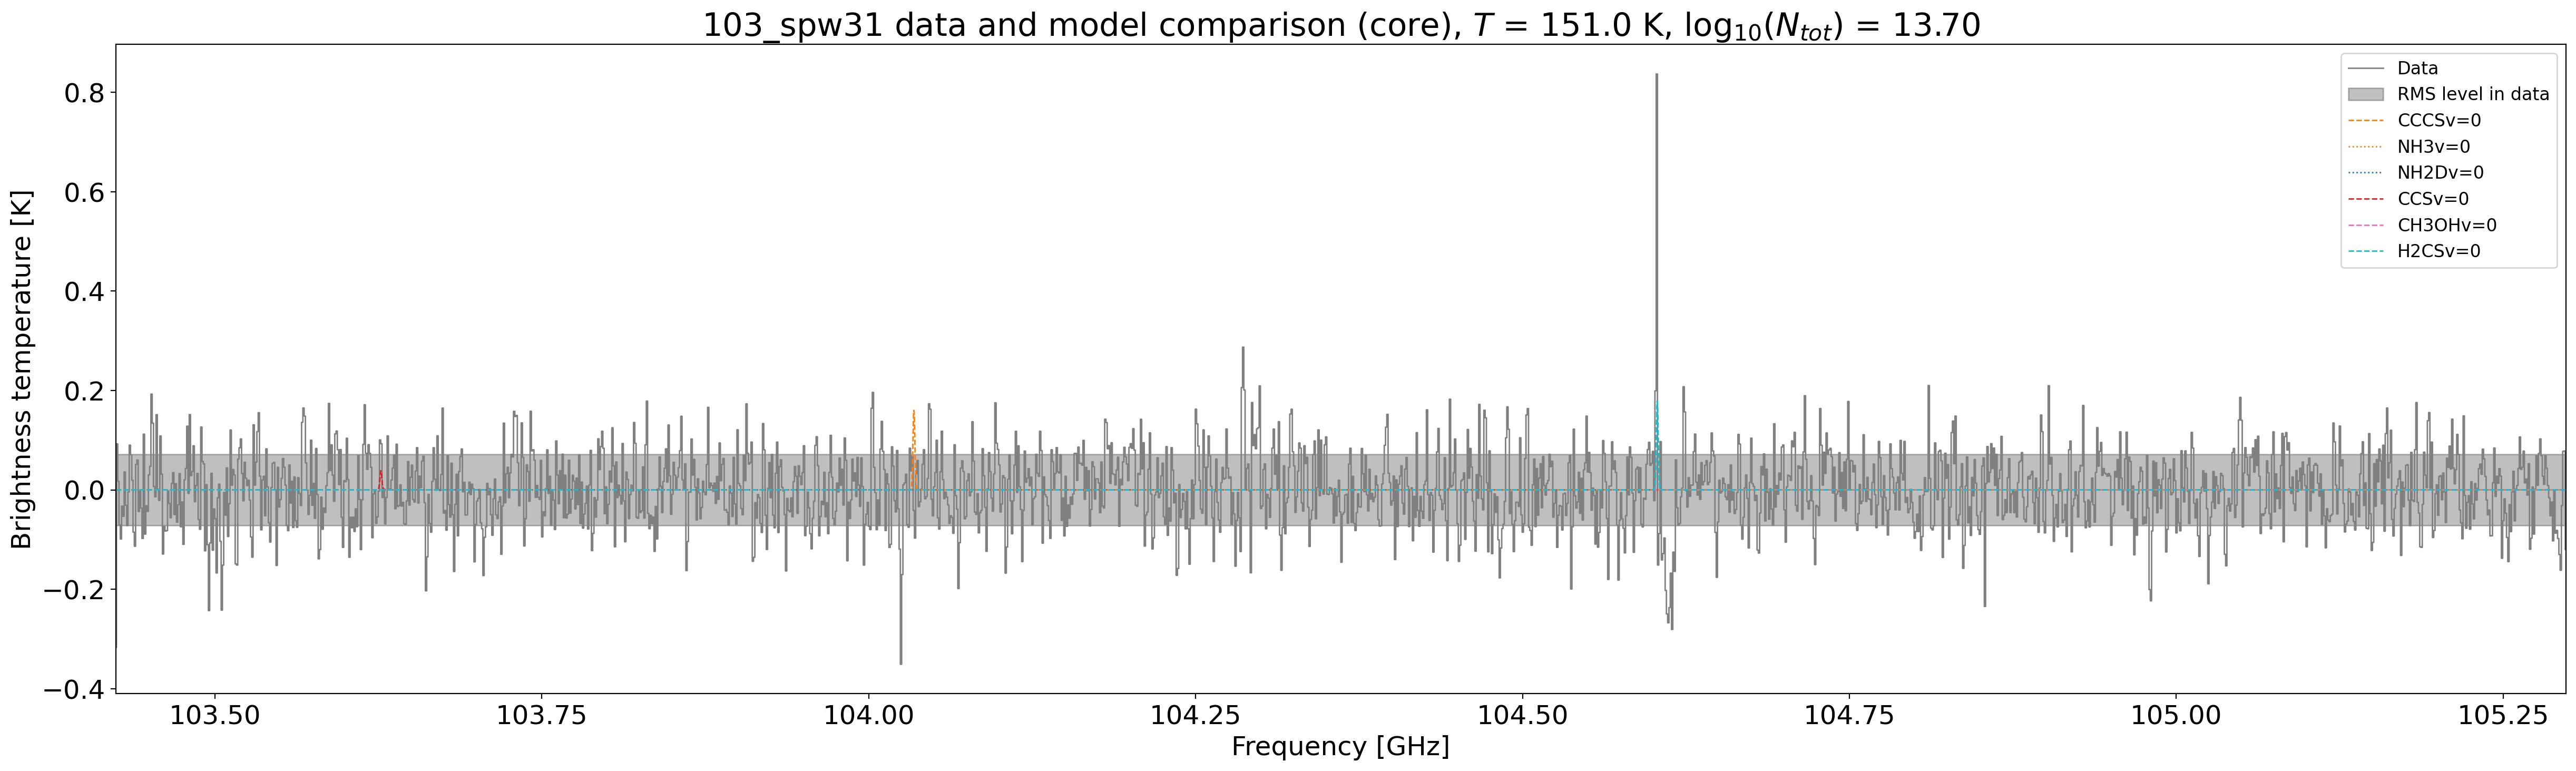 103_spw31 data and model comparison (core), T = 151.0 K, log₁₀(Nₜₒₜ) = 13.70
Data
RMS level in data
CCCSv=0
NH3v=0
NH2Dv=0
CCSv=0
CH3OHv=0
H2CSv=0
Brightness temperature [K]
0.8
0.6
0.4
0.2
0.0
−0.2
−0.4
103.50 103.75 104.00 104.25 104.50 104.75 105.00 105.25
Frequency [GHz]